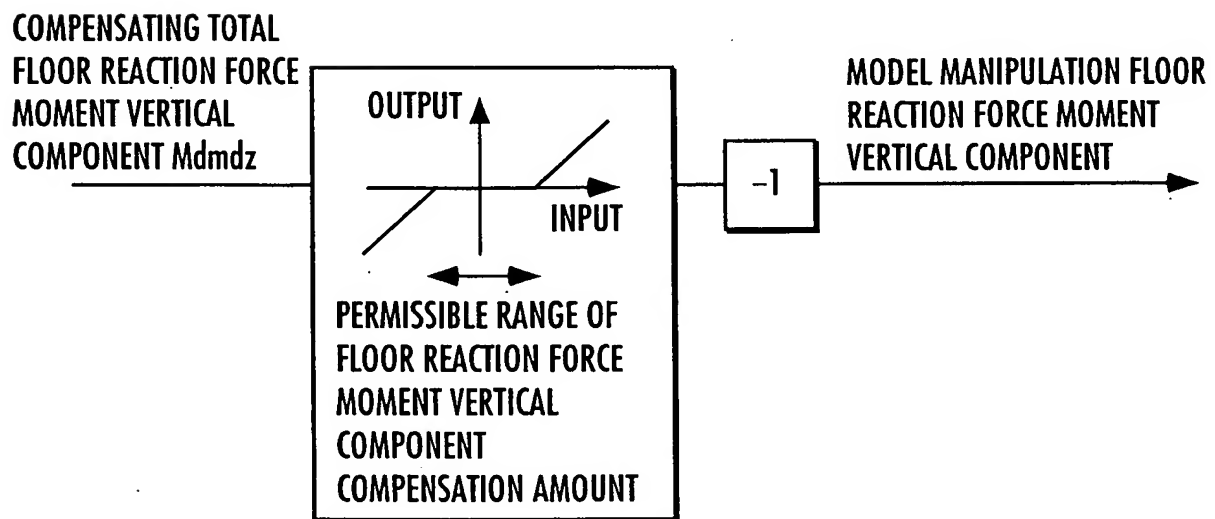 COMPENSATING TOTAL
FLOOR REACTION FORCE
MOMENT VERTICAL
COMPONENT Mdmdz
OUTPUT
INPUT
PERMISSIBLE RANGE OF
FLOOR REACTION FORCE
MOMENT VERTICAL
COMPONENT
COMPENSATION AMOUNT
-1
MODEL MANIPULATION FLOOR
REACTION FORCE MOMENT
VERTICAL COMPONENT